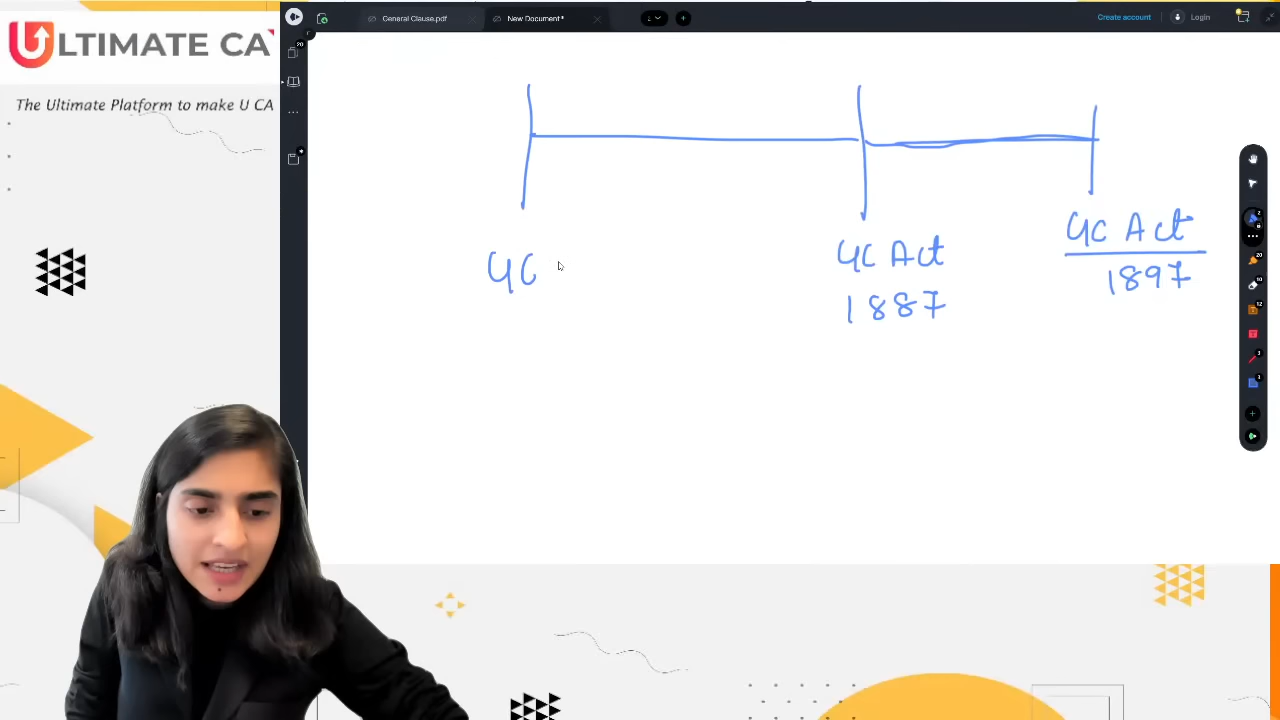 ULTIMATE CA
The Ultimate Platform to make U CA
General Clause.pdf
New Document*
1
Create account
Login
GC
GC Act
1887
GC Act
1897